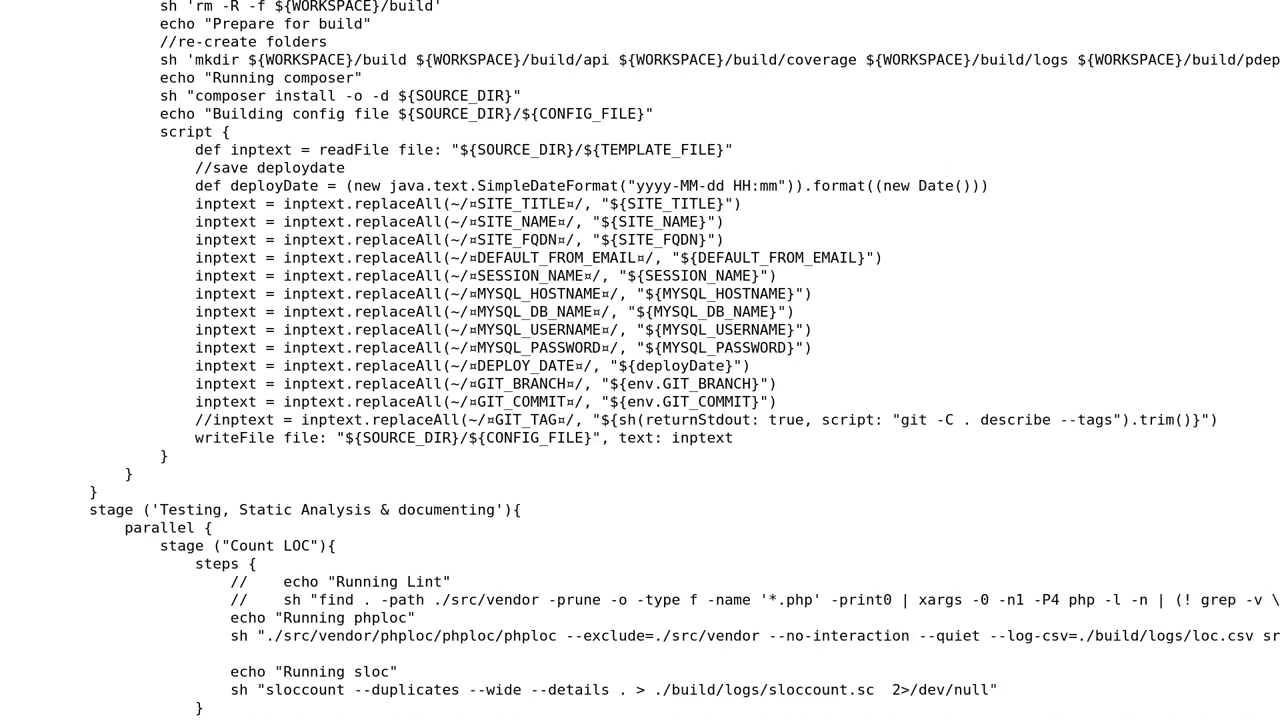 sh 'rm -R -f ${WORKSPACE}/build'
echo "Prepare for build"
//re-create folders
sh 'mkdir ${WORKSPACE}/build ${WORKSPACE}/build/api ${WORKSPACE}/build/coverage ${WORKSPACE}/build/logs ${WORKSPACE}/build/pdep
echo "Running composer"
sh "composer install -o -d ${SOURCE_DIR}"
echo "Building config file ${SOURCE_DIR}/${CONFIG_FILE}"
script {
def inptext = readFile file: "${SOURCE_DIR}/${TEMPLATE_FILE}"
//save deploydate
def deployDate = (new java.text.SimpleDateFormat("yyyy-MM-dd HH:mm")).format((new Date()))
inptext = inptext.replaceAll(~/¤SITE_TITLE¤/, "${SITE_TITLE}")
inptext = inptext.replaceAll(~/¤SITE_NAME¤/, "${SITE_NAME}")
inptext = inptext.replaceAll(~/¤SITE_FQDN¤/, "${SITE_FQDN}")
inptext = inptext.replaceAll(~/¤DEFAULT_FROM_EMAIL¤/, "${DEFAULT_FROM_EMAIL}")
inptext = inptext.replaceAll(~/¤SESSION_NAME¤/, "${SESSION_NAME}")
inptext = inptext.replaceAll(~/¤MYSQL_HOSTNAME¤/, "${MYSQL_HOSTNAME}")
inptext = inptext.replaceAll(~/¤MYSQL_DB_NAME¤/, "${MYSQL_DB_NAME}")
inptext = inptext.replaceAll(~/¤MYSQL_USERNAME¤/, "${MYSQL_USERNAME}")
inptext = inptext.replaceAll(~/¤MYSQL_PASSWORD¤/, "${MYSQL_PASSWORD}")
inptext = inptext.replaceAll(~/¤DEPLOY_DATE¤/, "${deployDate}")
inptext = inptext.replaceAll(~/¤GIT_BRANCH¤/, "${env.GIT_BRANCH}")
inptext = inptext.replaceAll(~/¤GIT_COMMIT¤/, "${env.GIT_COMMIT}")
//inptext = inptext.replaceAll(~/¤GIT_TAG¤/, "${sh(returnStdout: true, script: "git -C . describe --tags").trim()}")
writeFile file: "${SOURCE_DIR}/${CONFIG_FILE}", text: inptext
}
}
}
stage ('Testing, Static Analysis & documenting'){
parallel {
stage ("Count LOC"){
steps {
//    echo "Running Lint"
//    sh "find . -path ./src/vendor -prune -o -type f -name '*.php' -print0 | xargs -0 -n1 -P4 php -l -n | (! grep -v \
echo "Running phploc"
sh "./src/vendor/phploc/phploc/phploc --exclude=./src/vendor --no-interaction --quiet --log-csv=./build/logs/loc.csv sr
echo "Running sloc"
sh "sloccount --duplicates --wide --details . > ./build/logs/sloccount.sc  2>/dev/null"
}